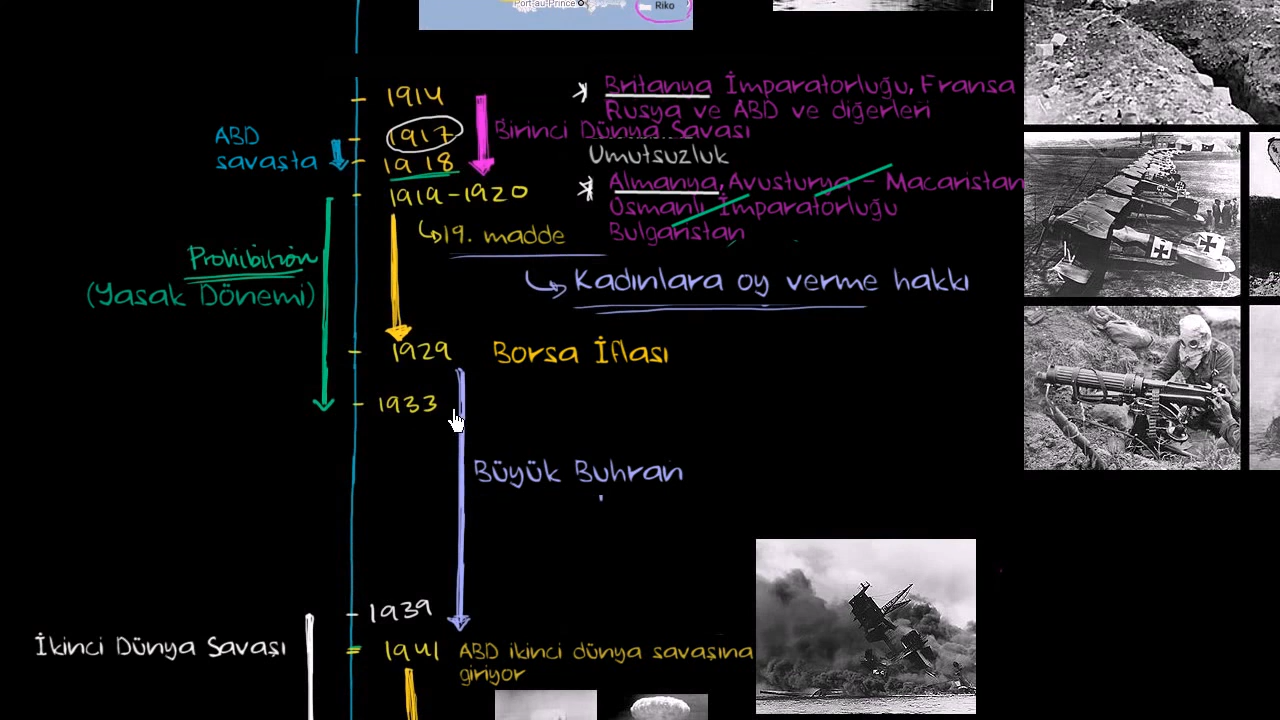 Port-au-Prince
Riko
1914
* Britanya İmparatorluğu, Fransa
Rusya ve ABD ve diğerleri
ABD
savaşta
1917
Birinci Dünya Savaşı
1918
Umutsuzluk
1919-1920
* Almanya, Avusturya - Macaristan
Osmanlı İmparatorluğu
Bulgaristan
19. madde
Prohibition
(Yasak Dönemi)
Kadınlara oy verme hakkı
1929
Borsa İflası
1933
Büyük Buhran
1939
İkinci Dünya Savaşı
1941
ABD ikinci dünya savaşına
giriyor